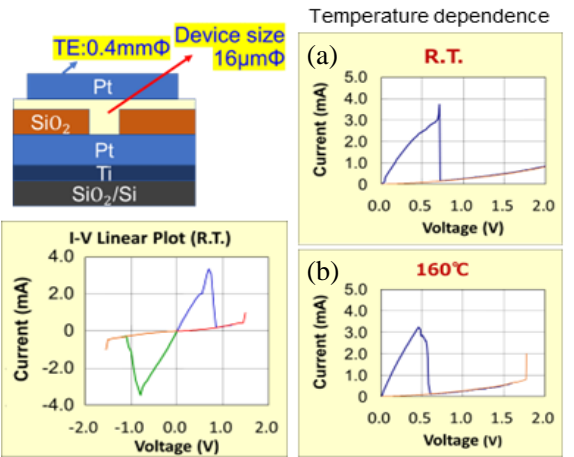 TE:0.4mmΦ
Device size
16μmΦ
Pt
SiO₂
Pt
Ti
SiO₂/Si
I-V Linear Plot (R.T.)
Current (mA)
4.0
2.0
0
-2.0
-4.0
-2.0 -1.0 0.0 1.0 2.0
Voltage (V)
Temperature dependence
(a) R.T.
Current (mA)
5.0
4.0
3.0
2.0
1.0
0.0
0.0 0.5 1.0 1.5 2.0
Voltage (V)
(b) 160℃
Current (mA)
5.0
4.0
3.0
2.0
1.0
0
0.0 0.5 1.0 1.5 2.0
Voltage (V)